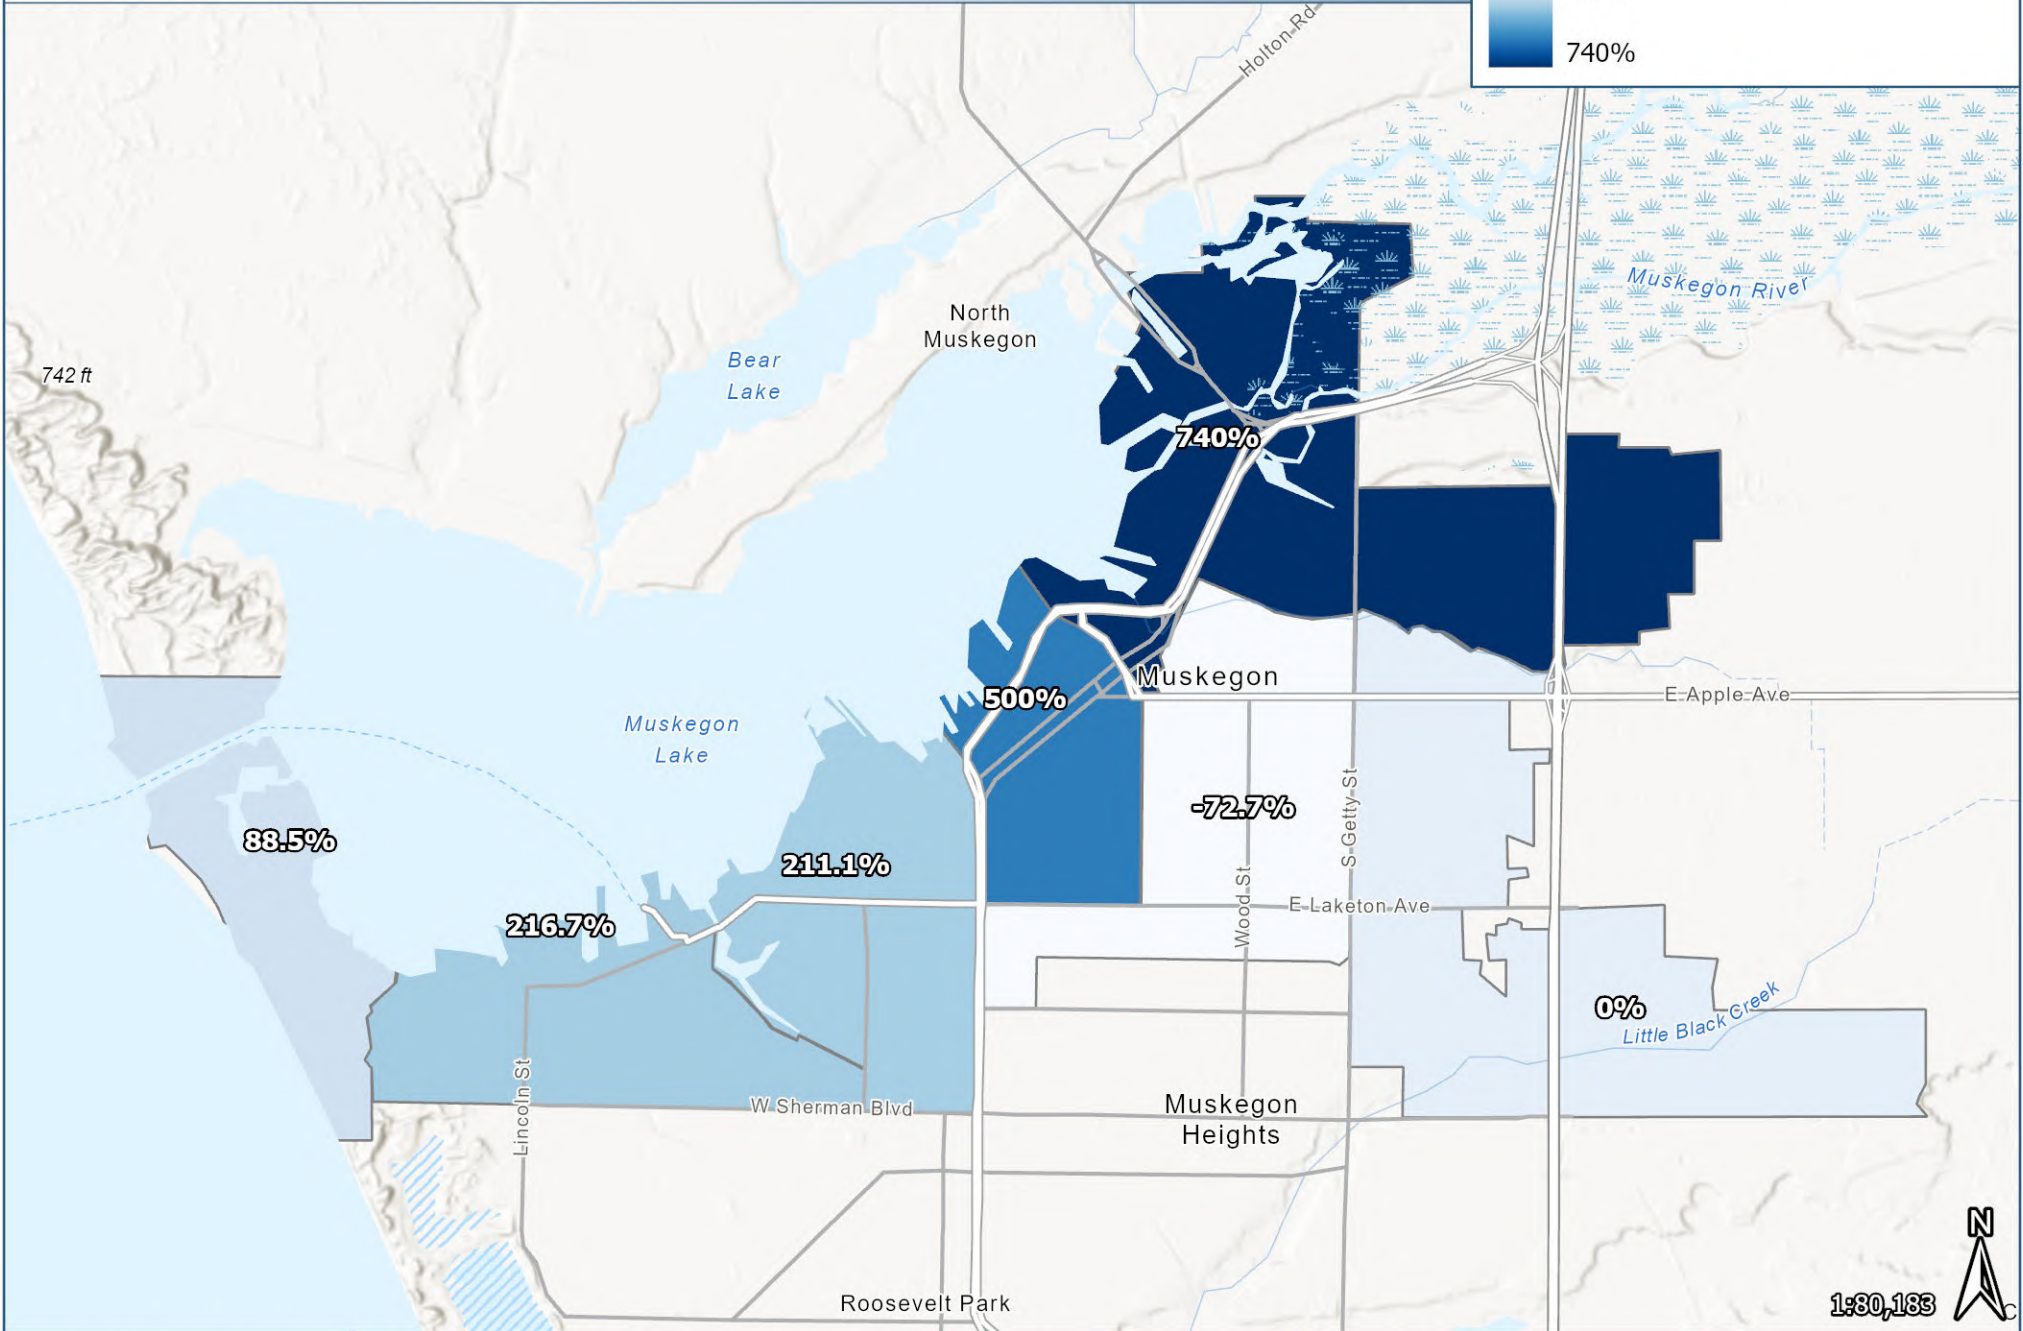 740%
Holton Rd
Muskegon River
North
Muskegon
Bear
Lake
742 ft
740%
Muskegon
E Apple Ave
500%
Muskegon
Lake
-72.7%
S Getty St
88.5%
211.1%
Wood St
E Laketon Ave
216.7%
0%
Little Black Creek
Lincoln St
W Sherman Blvd
Muskegon
Heights
N
Roosevelt Park
1:80,183
C